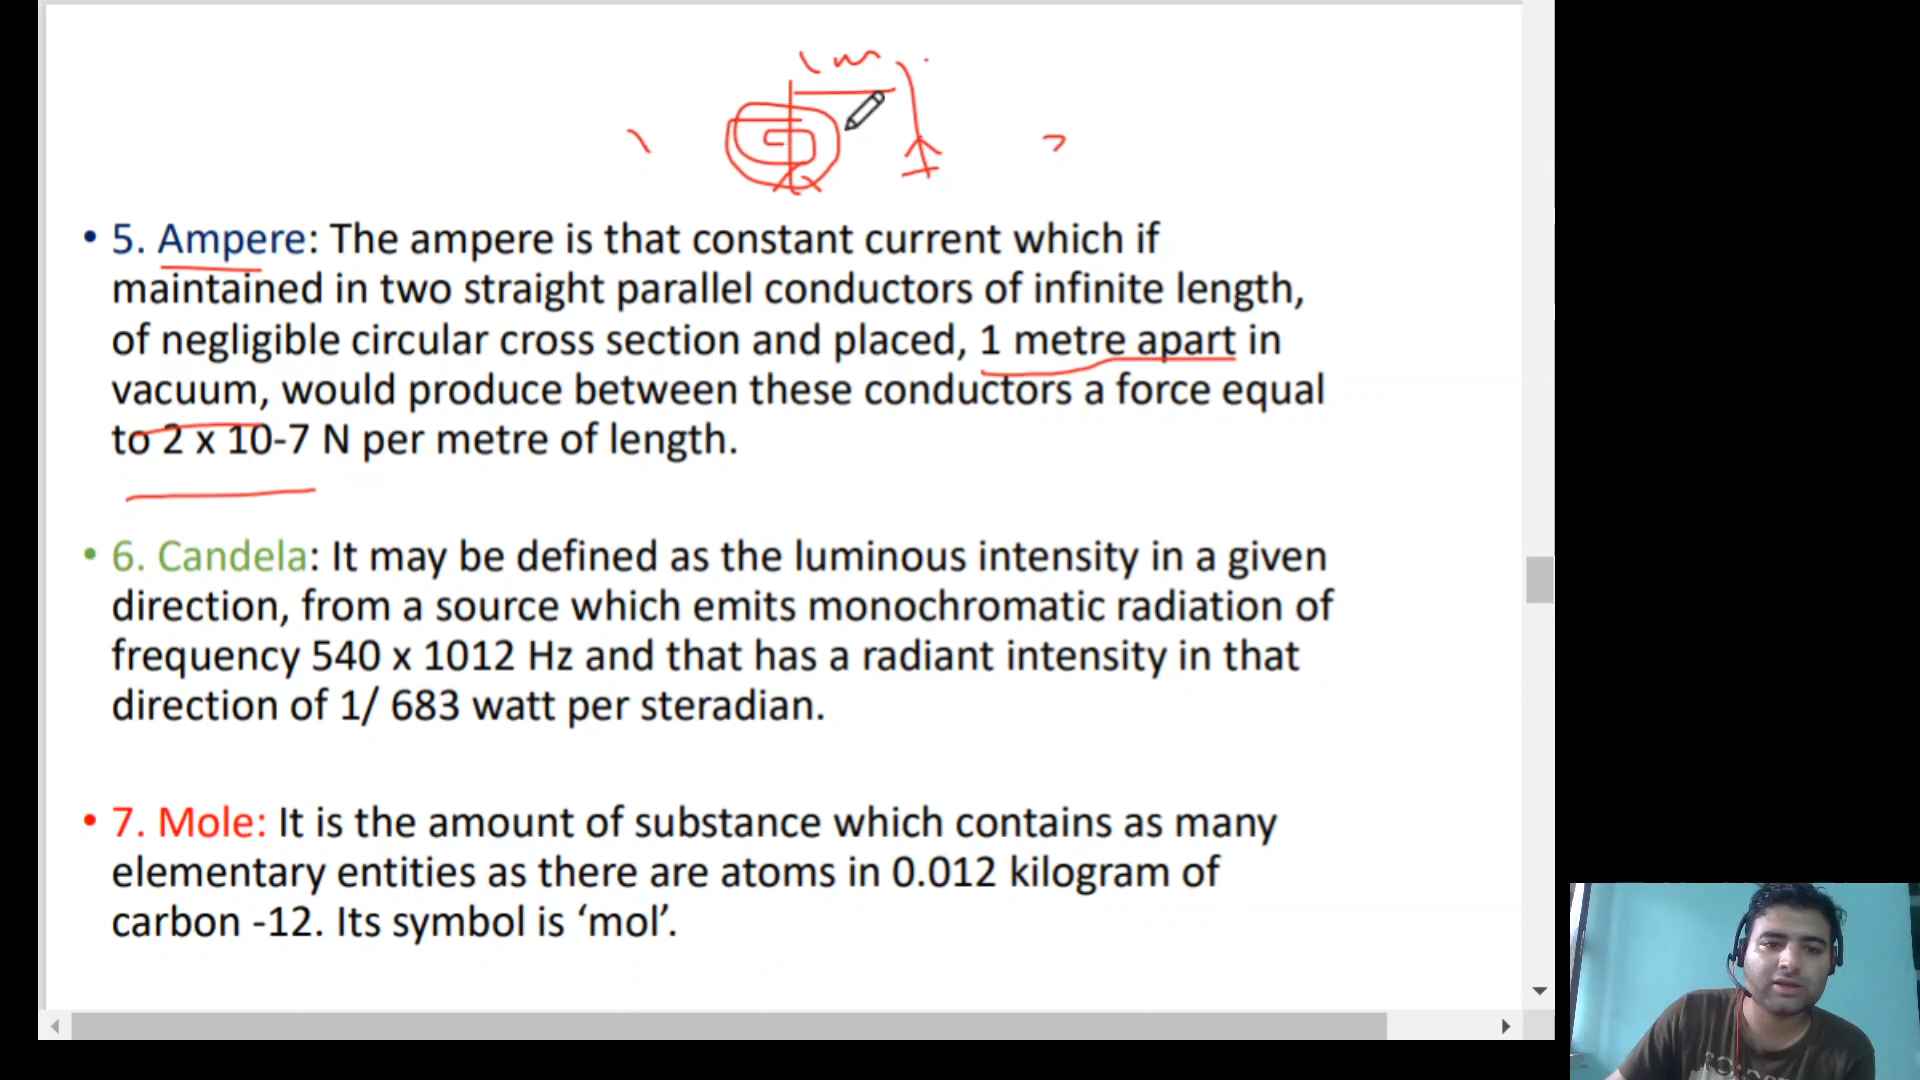 1m
• 5. Ampere: The ampere is that constant current which if
maintained in two straight parallel conductors of infinite length,
of negligible circular cross section and placed, 1 metre apart in
vacuum, would produce between these conductors a force equal
to 2 x 10-7 N per metre of length.
• 6. Candela: It may be defined as the luminous intensity in a given
direction, from a source which emits monochromatic radiation of
frequency 540 x 1012 Hz and that has a radiant intensity in that
direction of 1/ 683 watt per steradian.
• 7. Mole: It is the amount of substance which contains as many
elementary entities as there are atoms in 0.012 kilogram of
carbon -12. Its symbol is ‘mol’.